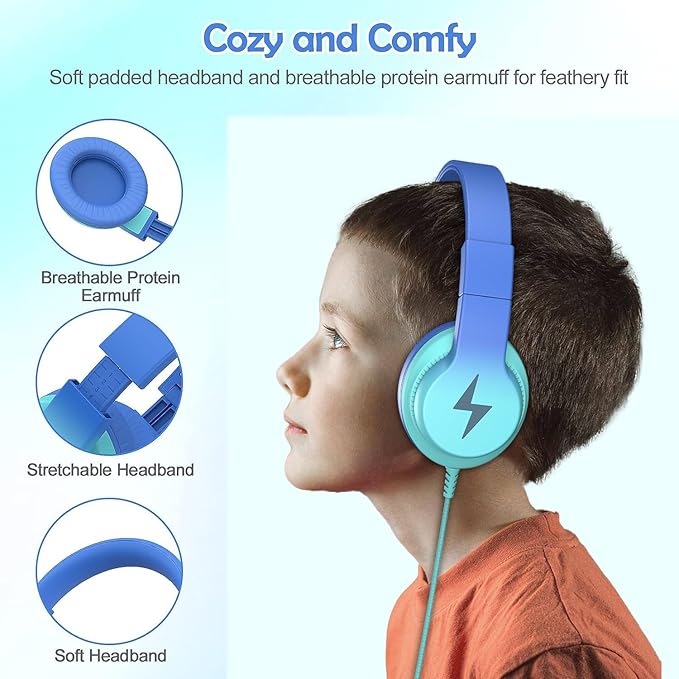 Cozy and Comfy
Soft padded headband and breathable protein earmuff for feathery fit
Breathable Protein
Earmuff
Stretchable Headband
Soft Headband